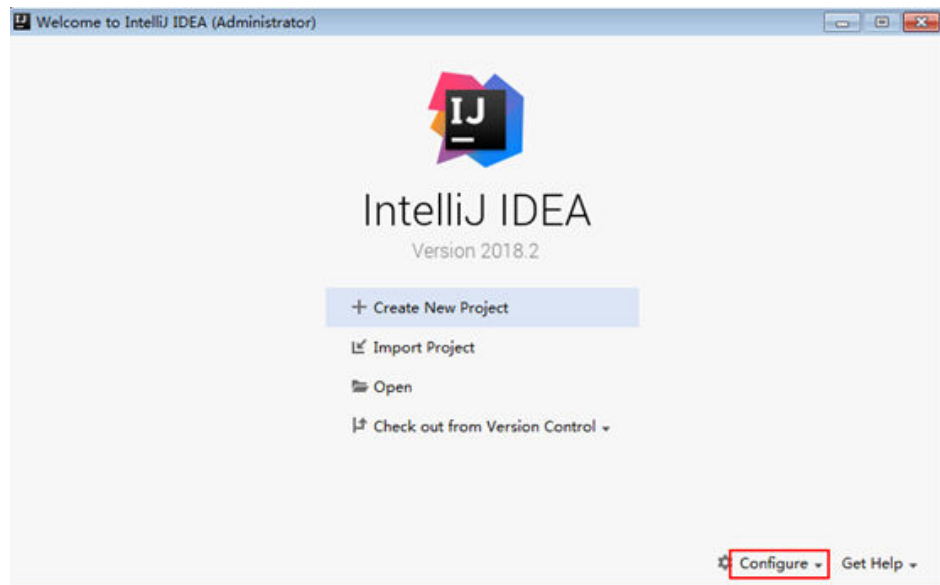 Welcome to IntelliJ IDEA (Administrator)
IJ
IntelliJ IDEA
Version 2018.2
Create New Project
Import Project
Open
Check out from Version Control
Configure
Get Help